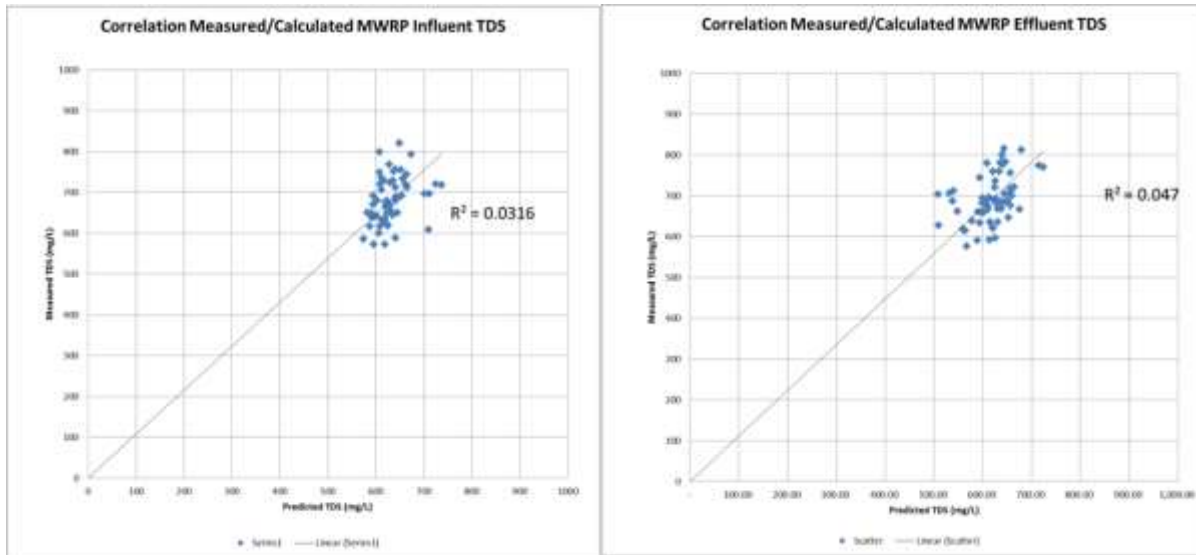 Correlation Measured/Calculated MWRP Influent TDS
1000
900
800
700
600
500
400
300
200
100
0
Measured TDS (mg/L)
R² = 0.0316
0 100 200 300 400 500 600 700 800 900 1000
Predicted TDS (mg/L)
Series1 Linear (Series1)
Correlation Measured/Calculated MWRP Effluent TDS
1000
900
800
700
600
500
400
300
200
100
-
Measured TDS (mg/L)
R² = 0.047
- 100.00 200.00 300.00 400.00 500.00 600.00 700.00 800.00 900.00 1,000.00
Predicted TDS (mg/L)
Scatter Linear (Scatter)